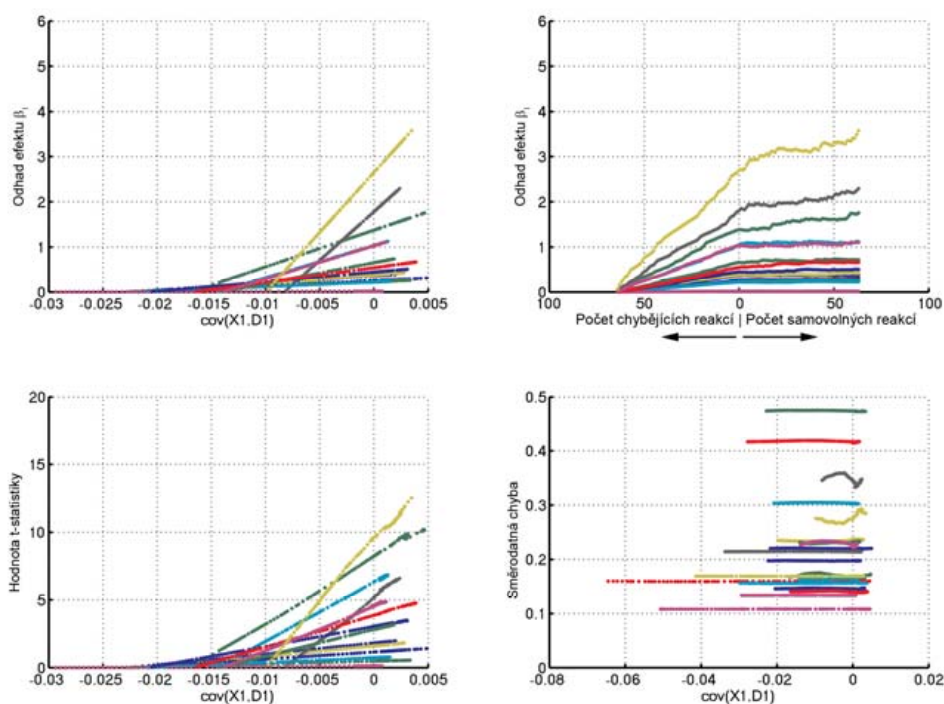 6
5
4
3
2
1
0
Odhad efektu βi
-0.03 -0.025 -0.02 -0.015 -0.01 -0.005 0 0.005
cov(X1.D1)
6
5
4
3
2
1
0
Odhad efektu βi
100 50 0 50 100
Počet chybějících reakcí | Počet samovolných reakcí
20
15
10
5
0
Hodnota t-statistiky
-0.03 -0.025 -0.02 -0.015 -0.01 -0.005 0 0.005
cov(X1.D1)
0.5
0.4
0.3
0.2
0.1
0
Směrodatná chyba
-0.08 -0.06 -0.04 -0.02 0 0.02
cov(X1.D1)